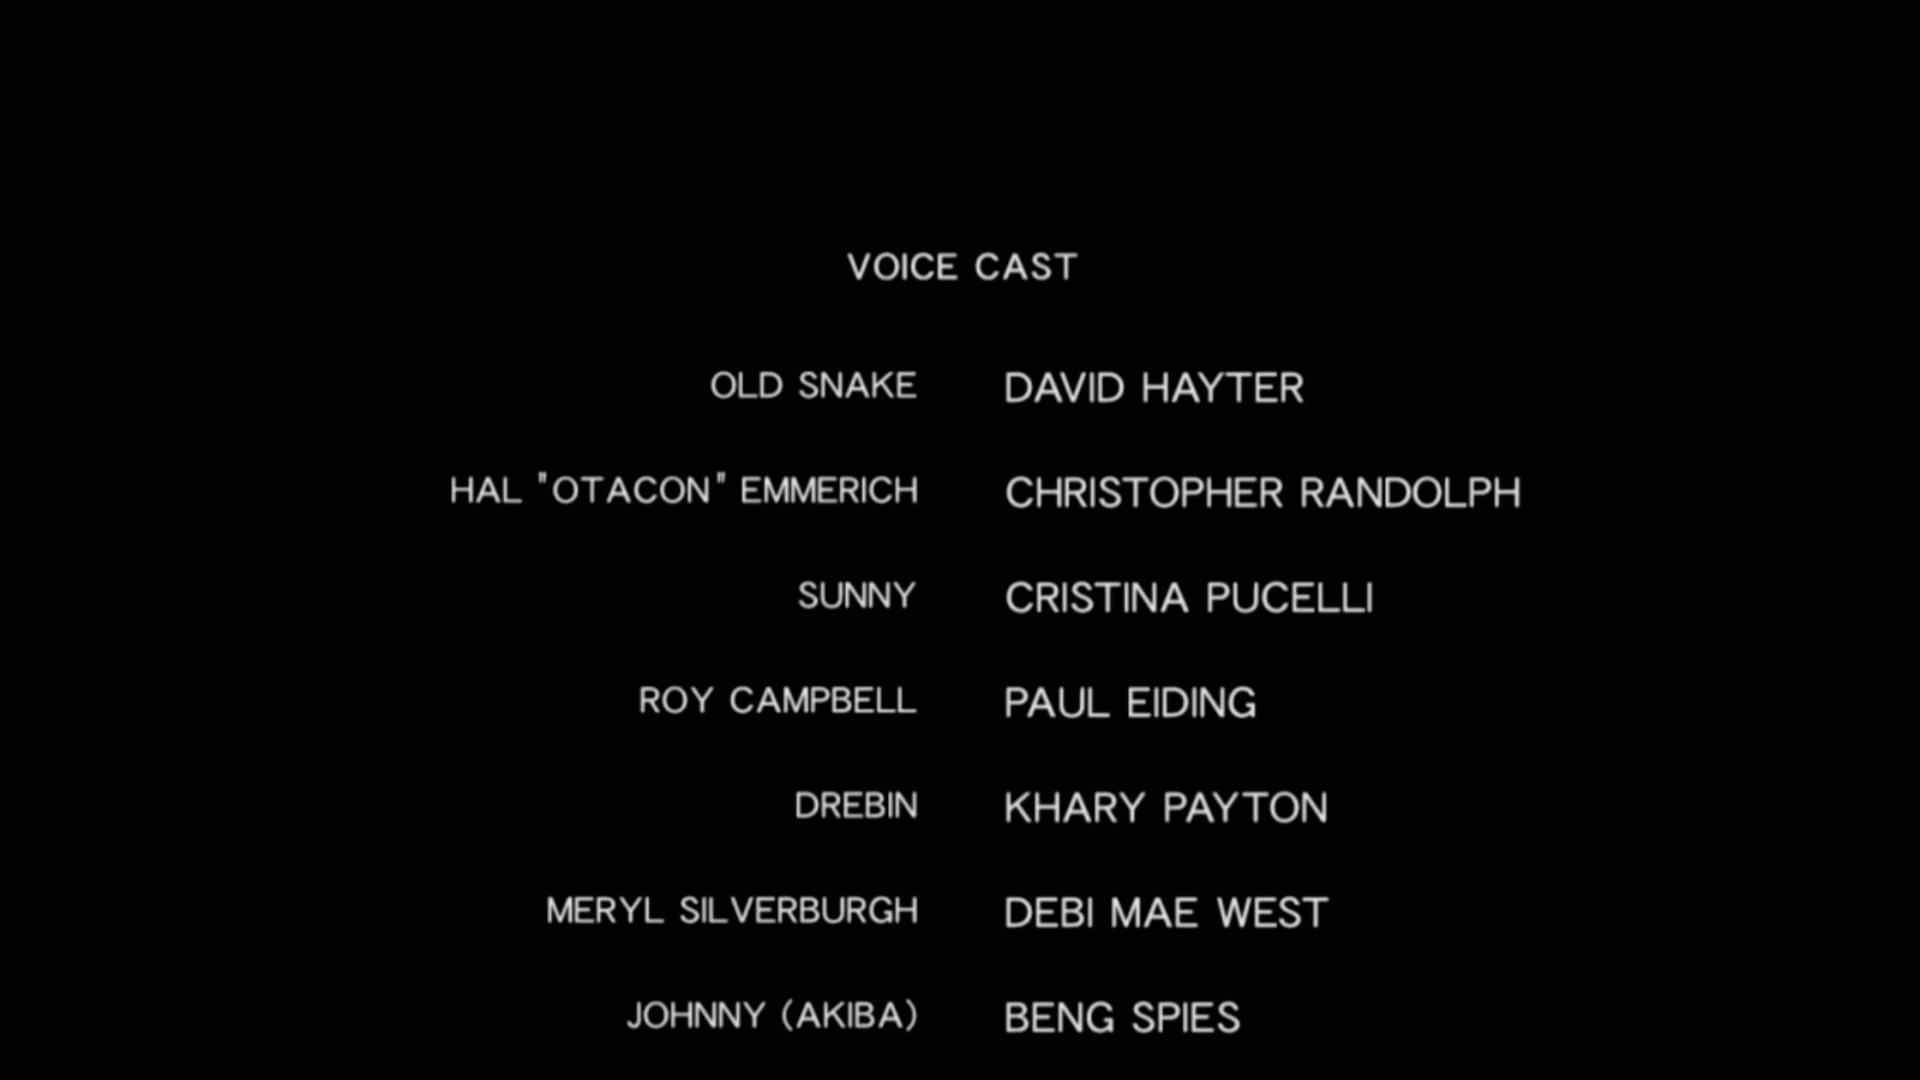 VOICE CAST
OLD SNAKE DAVID HAYTER
HAL "OTACON" EMMERICH CHRISTOPHER RANDOLPH
SUNNY CRISTINA PUCELLI
ROY CAMPBELL PAUL EIDING
DREBIN KHARY PAYTON
MERYL SILVERBURGH DEBI MAE WEST
JOHNNY (AKIBA) BENG SPIES